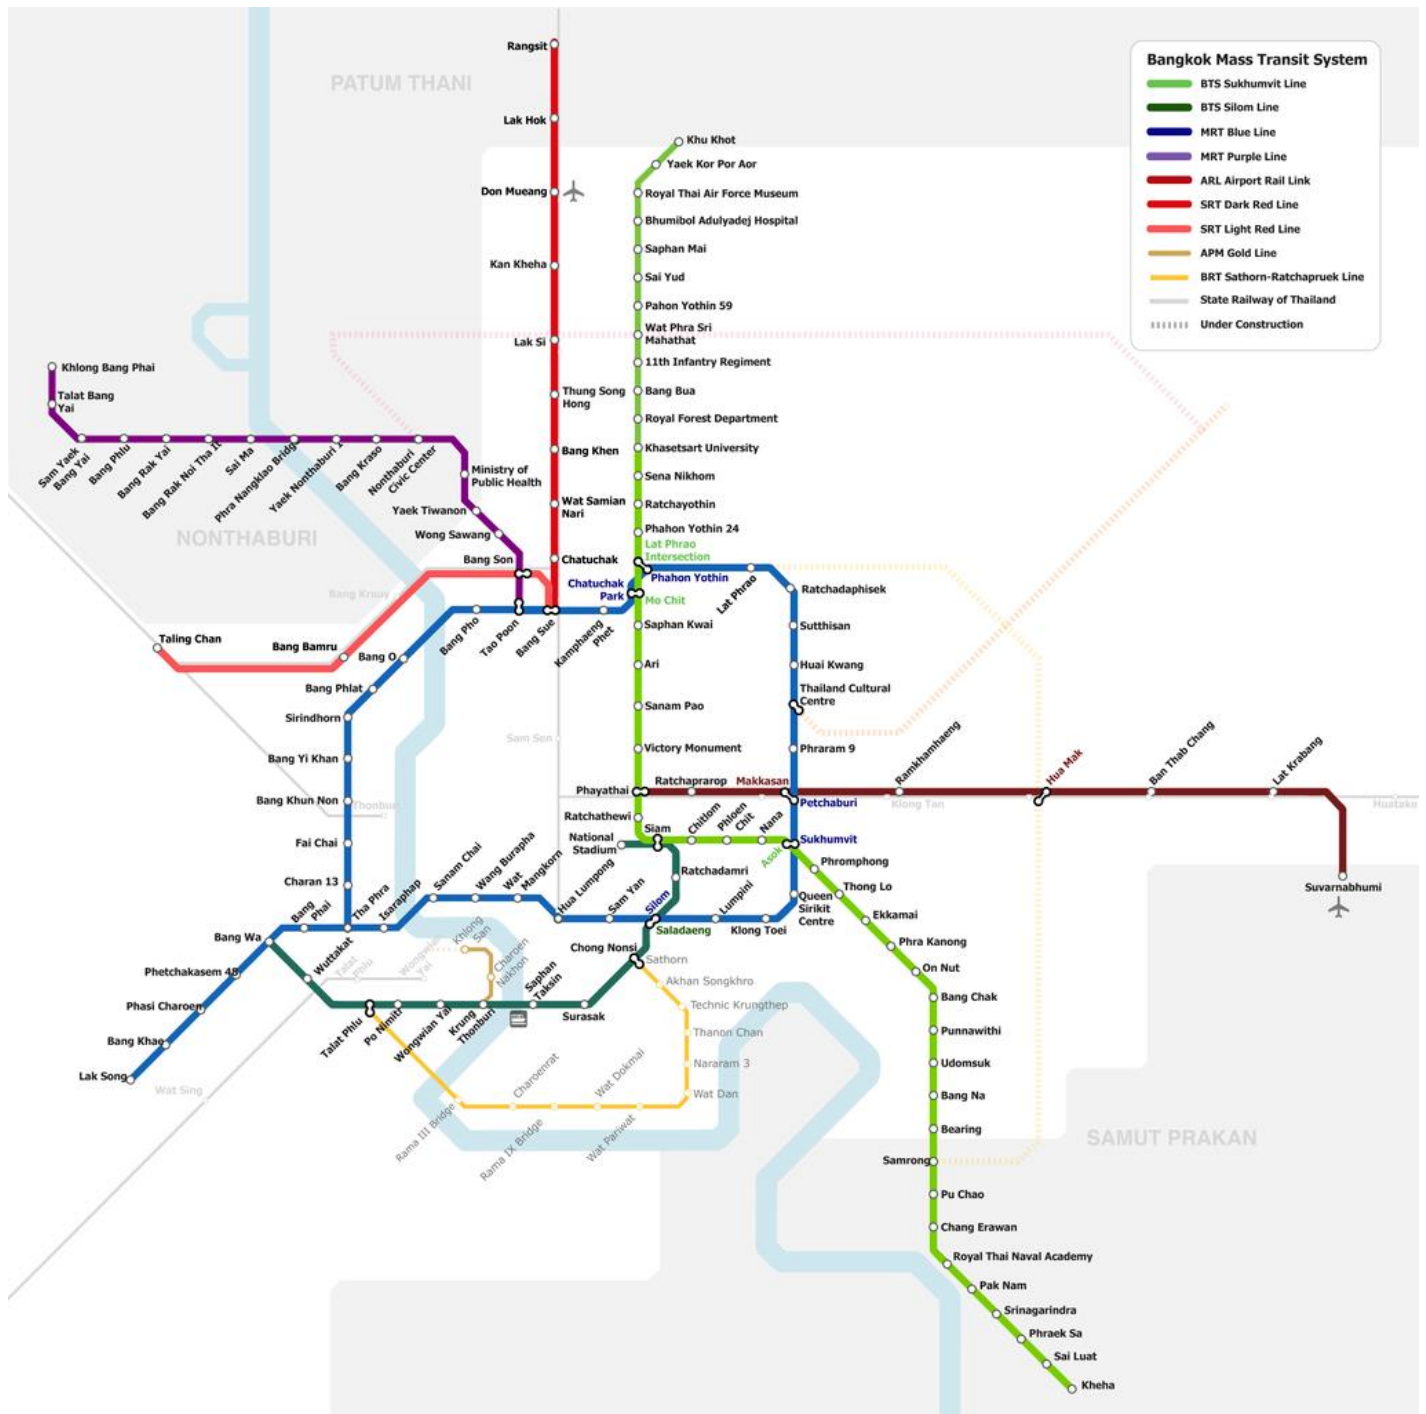 Bangkok Mass Transit System
BTS Sukhumvit Line
BTS Silom Line
MRT Blue Line
MRT Purple Line
ARL Airport Rail Link
SRT Dark Red Line
SRT Light Red Line
APM Gold Line
BRT Sathorn-Ratchapruek Line
State Railway of Thailand
Under Construction
PATUM THANI
NONTHABURI
SAMUT PRAKAN
Rangsit
Lak Hok
Don Mueang
Kan Kheha
Lak Si
Thung Song
Hong
Bang Khen
Wat Samian
Nari
Chatuchak
Khu Khot
Yaek Kor Por Aor
Royal Thai Air Force Museum
Bhumibol Adulyadej Hospital
Saphan Mai
Sai Yud
Pahon Yothin 59
Wat Phra Sri
Mahathat
11th Infantry Regiment
Bang Bua
Royal Forest Department
Khasetsart University
Sena Nikhom
Ratchayothin
Phahon Yothin 24
Lat Phrao
Intersection
Phahon Yothin
Chatuchak
Park
Mo Chit
Saphan Kwai
Ari
Sanam Pao
Victory Monument
Phayathai
Ratchathewi
Siam
National
Stadium
Chitlom
Phloen
Chit
Nana
Asok
Sukhumvit
Phromphong
Thong Lo
Ekkamai
Phra Kanong
On Nut
Bang Chak
Punnawithi
Udomsuk
Bang Na
Bearing
Samrong
Pu Chao
Chang Erawan
Royal Thai Naval Academy
Pak Nam
Srinagarindra
Phraek Sa
Sai Luat
Kheha
Khlong Bang Phai
Talat Bang
Yai
Sam Yaek
Bang Yai
Bang Phlu
Bang Rak Yai
Bang Rak Noi Tha It
Sai Ma
Phra Nangklao Bridg
Yaek Nonthaburi 1
Bang Kraso
Nonthaburi
Civic Center
Ministry of
Public Health
Yaek Tiwanon
Wong Sawang
Bang Son
Tao Poon
Bang Sue
Kamphaeng
Phet
Taling Chan
Bang Bamru
Bang Kruay
Bang Pho
Bang O
Bang Phlat
Sirindhorn
Bang Yi Khan
Bang Khun Non
Thonburi
Fai Chai
Charan 13
Tha Phra
Bang
Phai
Isaraphap
Sanam Chai
Wang Burapha
Wat
Mangkorn
Hua Lumpong
Sam Yan
Silom
Saladaeng
Lumpini
Klong Toei
Queen
Sirikit
Centre
Petchaburi
Makkasan
Phraram 9
Thailand Cultural
Centre
Huai Kwang
Sutthisan
Ratchadaphisek
Lat Phrao
Sam Sen
Ratchaprarop
Ramkhamhaeng
Klong Tan
Hua Mak
Ban Thab Chang
Lat Krabang
Huatake
Suvarnabhumi
Ratchadamri
Chong Nonsi
Sathorn
Surasak
Saphan
Taksin
Krung
Thonburi
Wongwian Yai
Po Nimitr
Talat Phlu
Wuttakat
Bang Wa
Phetchakasem 48
Phasi Charoen
Bang Khae
Lak Song
Wat Sing
Talat
Phlu
Wongwian
Yai
Khlong
San
Charoen
Nakhon
Akhan Songkhro
Technic Krungthep
Thanon Chan
Nararam 3
Wat Dan
Wat Pariwat
Wat Dokmai
Rama IX Bridge
Charoenrat
Rama III Bridge